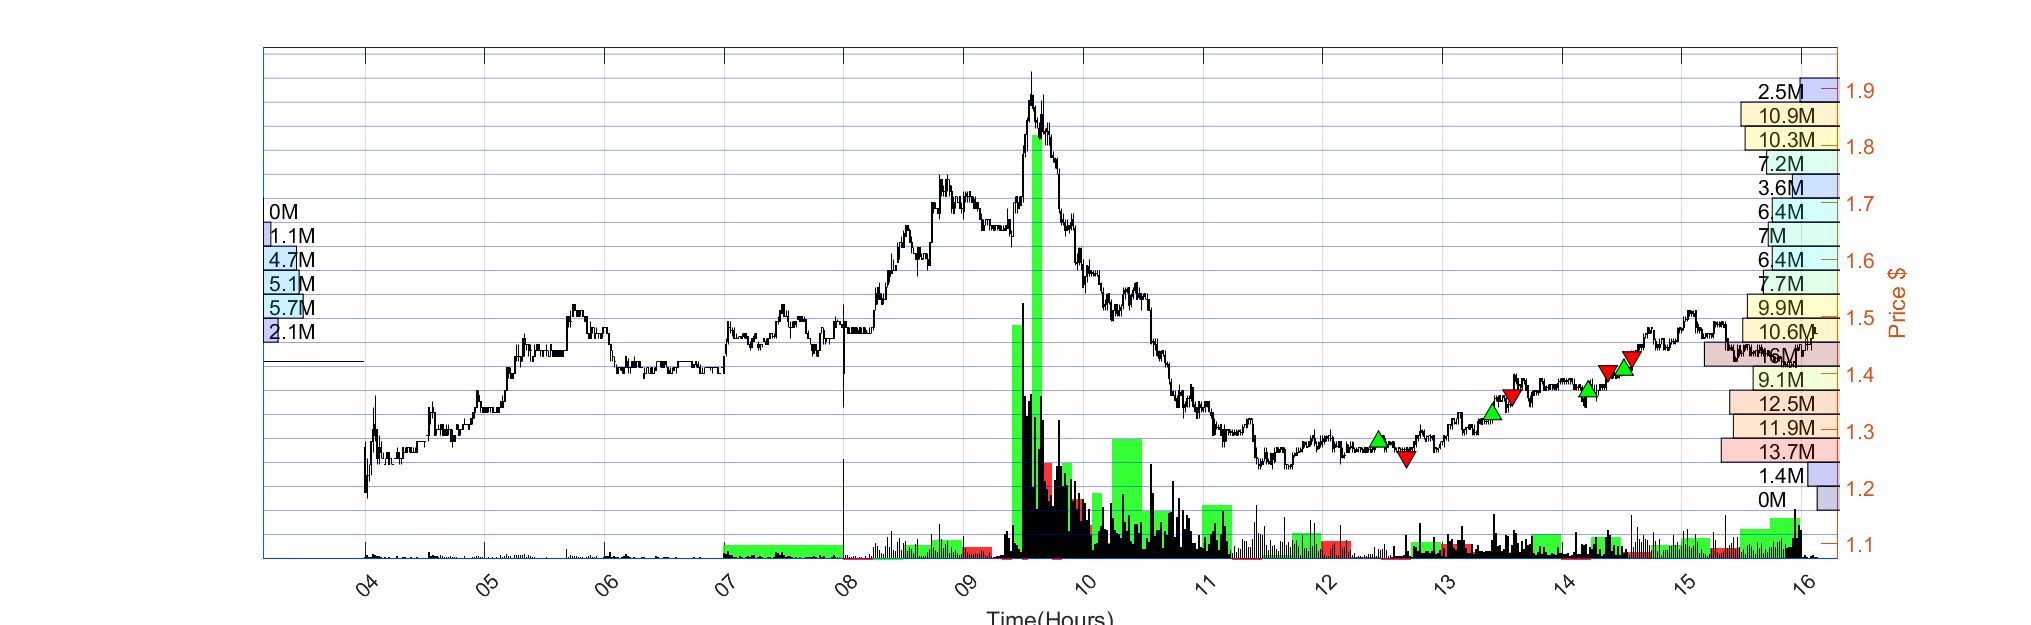 0M
1.1M
4.7M
5.1M
5.7M
2.1M
2.5M
10.9M
10.3M
7.2M
3.6M
6.4M
7M
6.4M
7.7M
9.9M
10.6M
16M
9.1M
12.5M
11.9M
13.7M
1.4M
0M
1.9
1.8
1.7
1.6
1.5
1.4
1.3
1.2
1.1
Price $
04 05 06 07 08 09 10 11 12 13 14 15 16
Time(Hours)